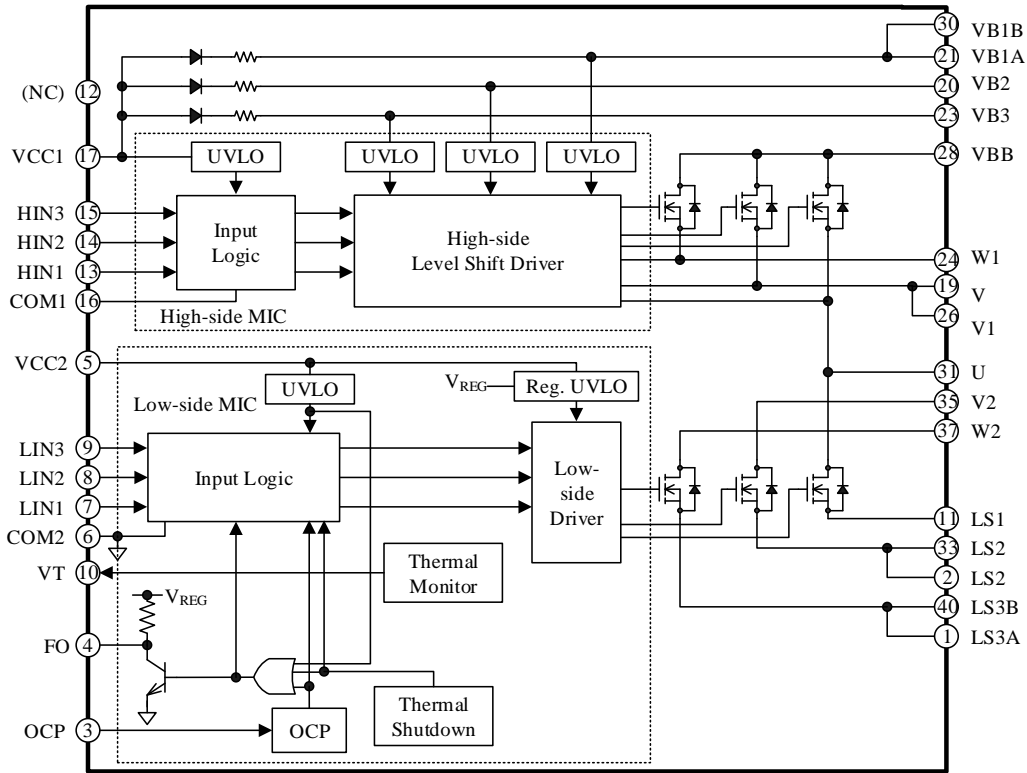 30 VB1B
21 VB1A
(NC) 12
20 VB2
23 VB3
VCC1 17
UVLO UVLO UVLO UVLO
28 VBB
HIN3 15
HIN2 14
HIN1 13
COM1 16
Input
Logic
High-side
Level Shift Driver
24 W1
19 V
26 V1
High-side MIC
VCC2 5
31 U
UVLO
VREG
Reg. UVLO
35 V2
Low-side MIC
37 W2
LIN3 9
LIN2 8
LIN1 7
COM2 6
Input Logic
Low-
side
Driver
11 LS1
33 LS2
2 LS2
VT 10
Thermal
Monitor
40 LS3B
1 LS3A
VREG
FO 4
Thermal
Shutdown
OCP 3
OCP